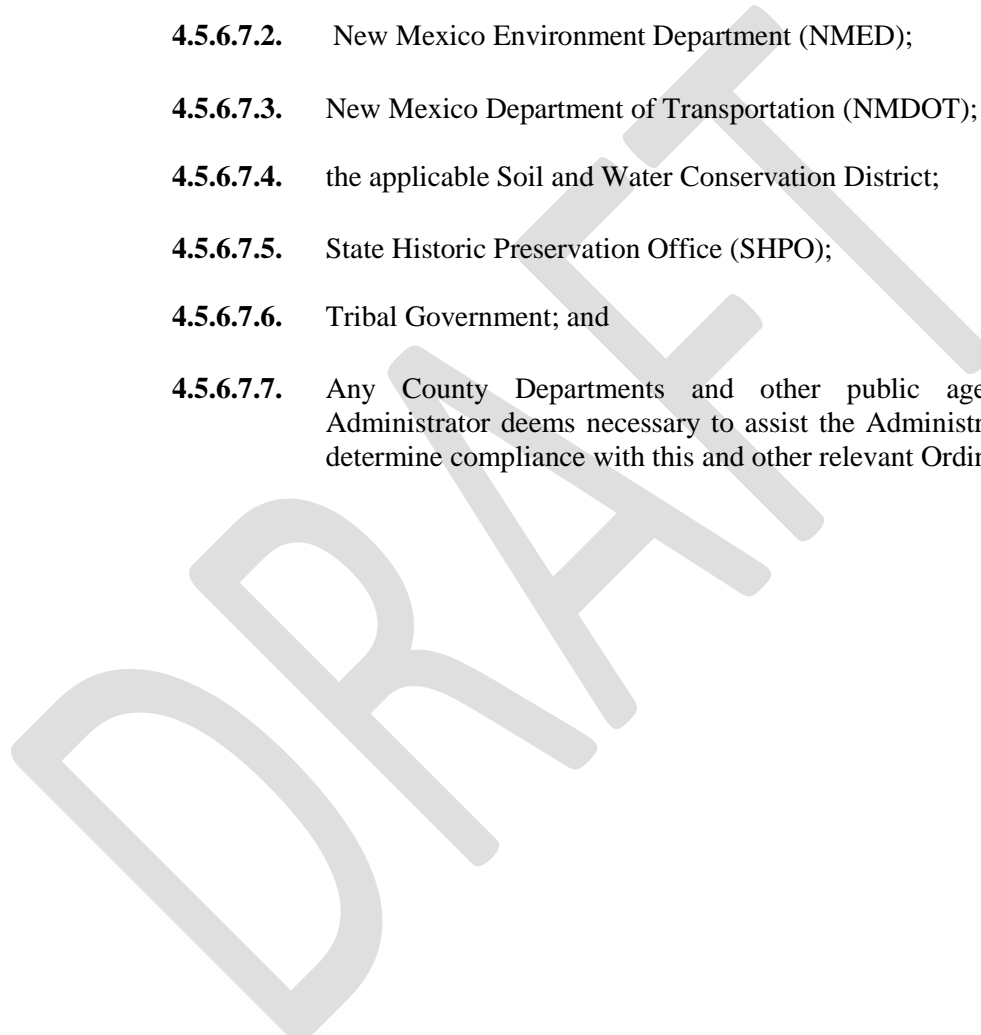 4.5.6.7.2. New Mexico Environment Department (NMED);
4.5.6.7.3. New Mexico Department of Transportation (NMDOT);
4.5.6.7.4. the applicable Soil and Water Conservation District;
4.5.6.7.5. State Historic Preservation Office (SHPO);
4.5.6.7.6. Tribal Government; and
4.5.6.7.7. Any County Departments and other public age
Administrator deems necessary to assist the Administr
determine compliance with this and other relevant Ordin
DRAFT